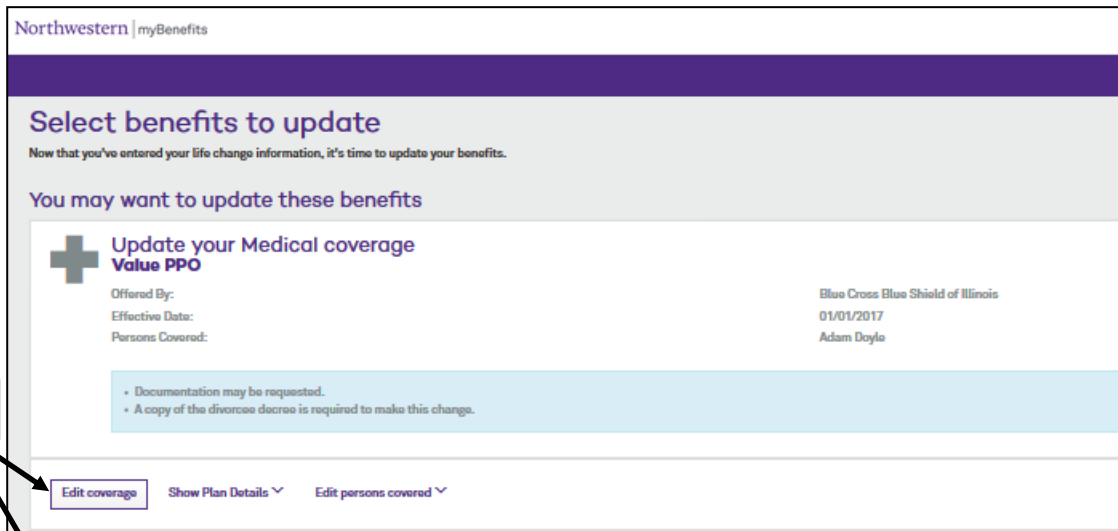 Northwestern | myBenefits
Select benefits to update
Now that you've entered your life change information, it's time to update your benefits.
You may want to update these benefits
Update your Medical coverage
Value PPO
Offered By: Blue Cross Blue Shield of Illinois
Effective Date: 01/01/2017
Persons Covered: Adam Doyle
• Documentation may be requested.
• A copy of the divorcee decree is required to make this change.
Edit coverage Show Plan Details Edit persons covered